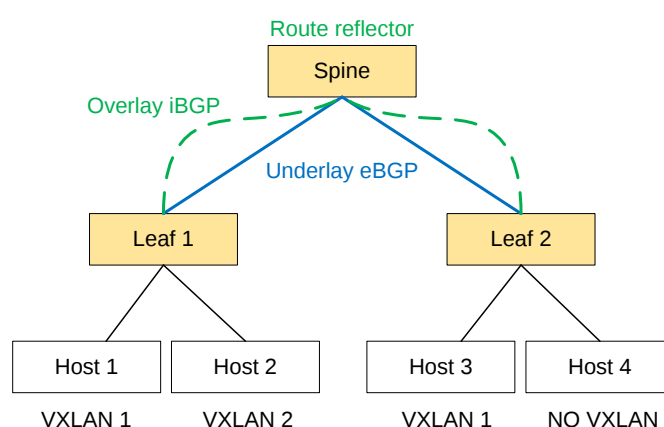 Route reflector
Spine
Overlay iBGP
Underlay eBGP
Leaf 1
Leaf 2
Host 1
Host 2
Host 3
Host 4
VXLAN 1
VXLAN 2
VXLAN 1
NO VXLAN